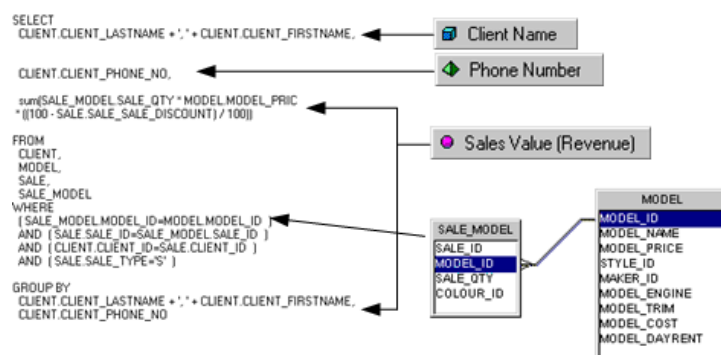 SELECT
CLIENT.CLIENT_LASTNAME + ', ' + CLIENT.CLIENT_FIRSTNAME,
Client Name
CLIENT.CLIENT_PHONE_NO,
Phone Number
sum(SALE_MODEL.SALE_QTY * MODEL.MODEL_PRIC
* ((100 - SALE.SALE_SALE_DISCOUNT) / 100))
Sales Value (Revenue)
FROM
CLIENT,
MODEL,
SALE,
SALE_MODEL
WHERE
( SALE_MODEL.MODEL_ID=MODEL.MODEL_ID )
AND ( SALE.SALE_ID=SALE_MODEL.SALE_ID )
AND ( CLIENT.CLIENT_ID=SALE.CLIENT_ID )
AND ( SALE.SALE_TYPE='S' )
GROUP BY
CLIENT.CLIENT_LASTNAME + ', ' + CLIENT.CLIENT_FIRSTNAME,
CLIENT.CLIENT_PHONE_NO
SALE_MODEL
SALE_ID
MODEL_ID
SALE_QTY
COLOUR_ID
MODEL
MODEL_ID
MODEL_NAME
MODEL_PRICE
STYLE_ID
MAKER_ID
MODEL_ENGINE
MODEL_TRIM
MODEL_COST
MODEL_DAYRENT